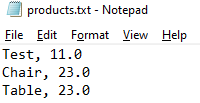 products.txt - Notepad
File Edit Format View Help
Test, 11.0
Chair, 23.0
Table, 23.0